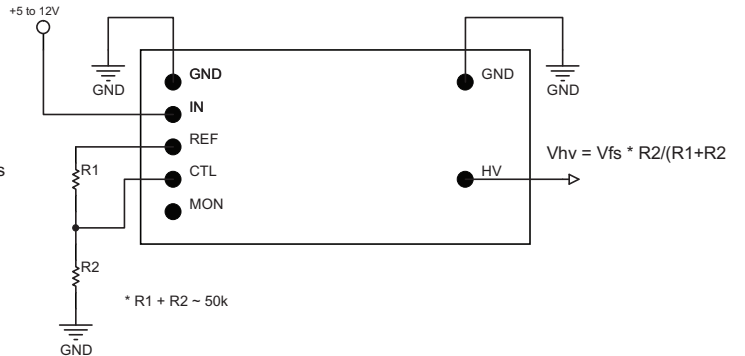 +5 to 12V
GND
GND
IN
REF
CTL
MON
GND
GND
HV
Vhv = Vfs * R2/(R1+R2
s
R1
R2
* R1 + R2 ~ 50k
GND